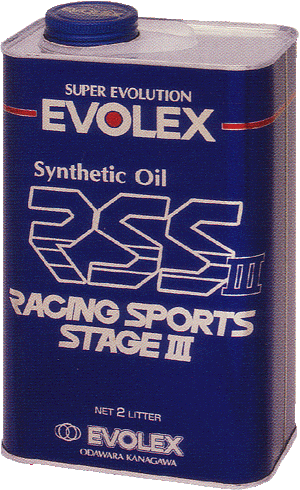 SUPER EVOLUTION
EVOLEX
Synthetic Oil
RSS III
RACING SPORTS
STAGE III
NET 2 LITTER
EVOLEX
ODAWARA KANAGAWA